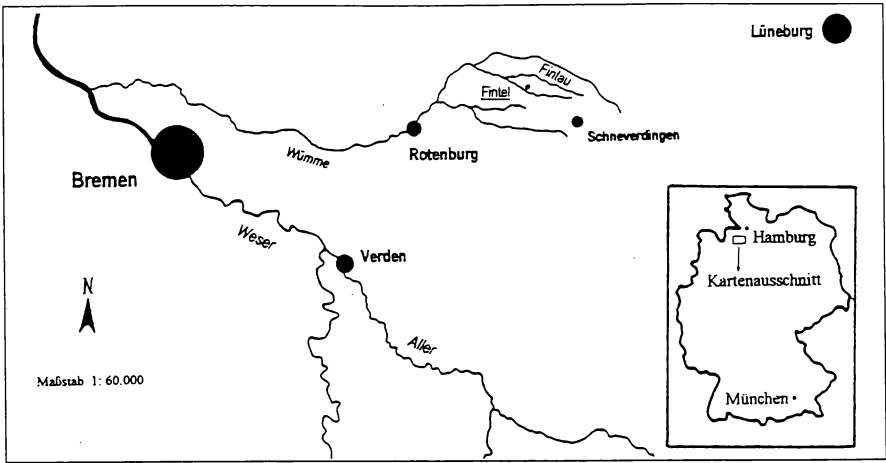 Lüneburg
Finlau
Fintel
Schneverdingen
Rotenburg
Wümme
Bremen
Weser
Verden
Aller
N
Maßstab 1: 60.000
Hamburg
Kartenausschnitt
München